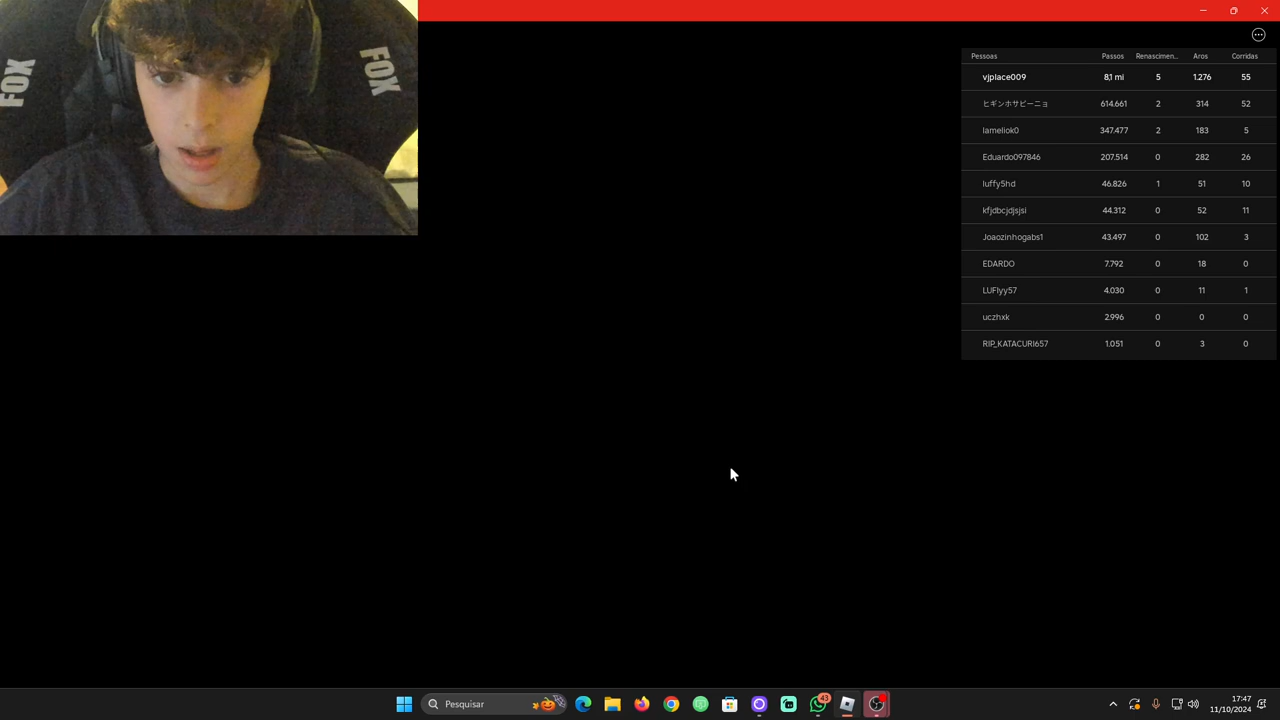 FOX
FOX
Pessoas Passos Renascimen... Aros Corridas
vjplace009 8,1 mi 5 1.276 55
ヒギンホサビーニョ 614.661 2 314 52
lameliok0 347.477 2 183 5
Eduardo097846 207.514 0 282 26
luffy5hd 46.826 1 51 10
kfjdbcjdjsjsi 44.312 0 52 11
Joaozinhogabs1 43.497 0 102 3
EDARDO 7.792 0 18 0
LUFIyy57 4.030 0 11 1
uczhxk 2.996 0 0 0
RIP_KATACURI657 1.051 0 3 0
Pesquisar
43
17:47
11/10/2024